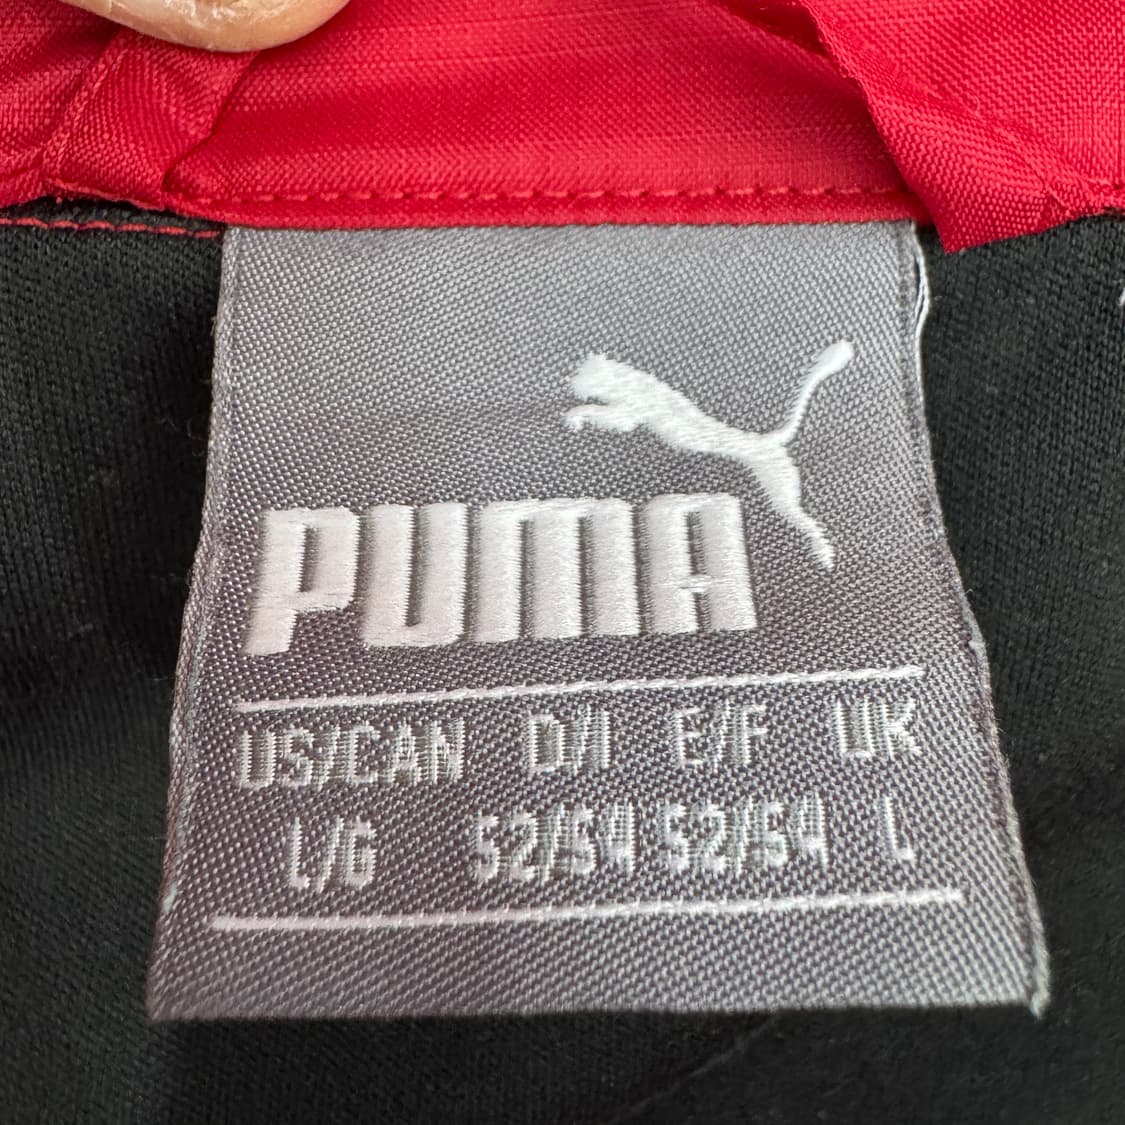 PUMA
US/CAN D/I E/F UK
L/G 52/54 52/54 L